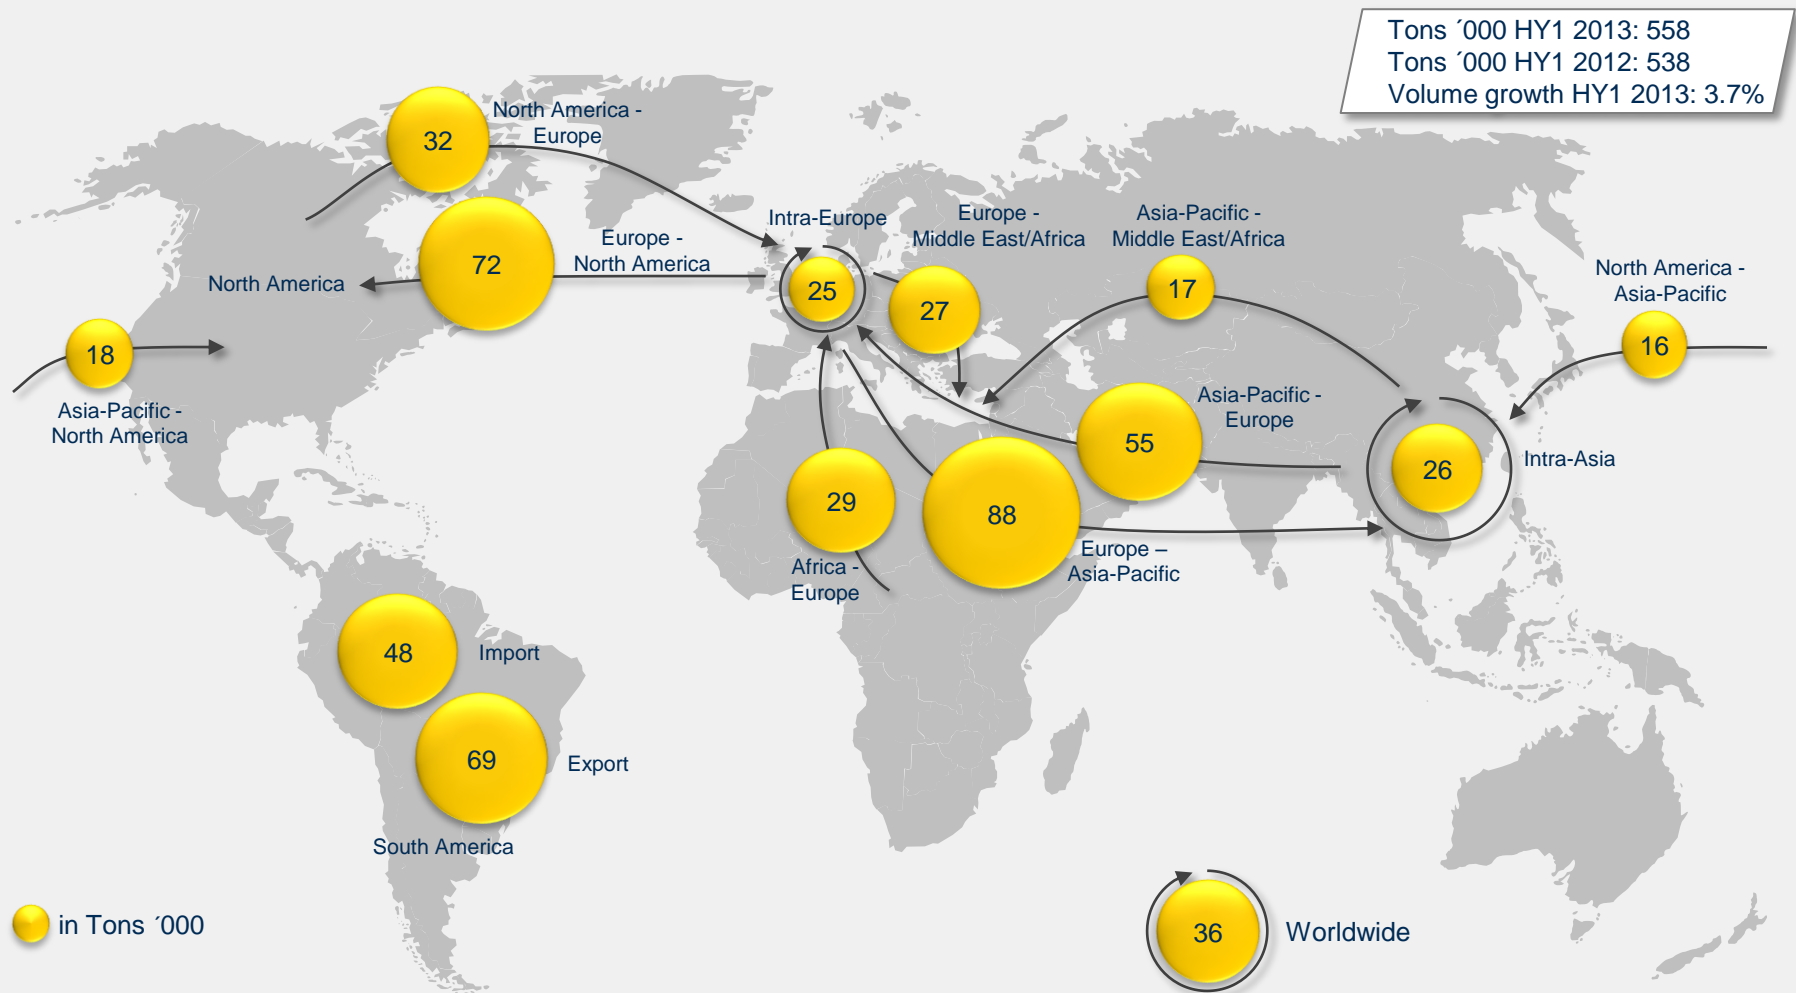 Tons ´000 HY1 2013: 558
Tons ´000 HY1 2012: 538
Volume growth HY1 2013: 3.7%
North America -
Europe
32
Intra-Europe
25
Europe -
Middle East/Africa
27
Asia-Pacific -
Middle East/Africa
17
Europe -
North America
72
North America
North America -
Asia-Pacific
16
18
Asia-Pacific -
North America
Asia-Pacific -
Europe
55
26
Intra-Asia
29
Africa -
Europe
88
Europe –
Asia-Pacific
48
Import
69
Export
South America
in Tons ´000
36
Worldwide